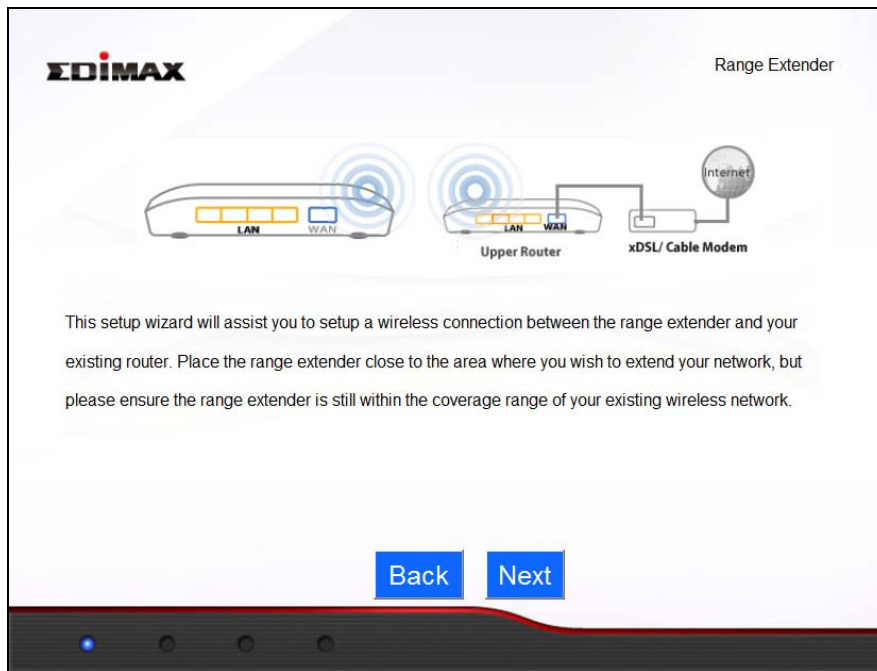 EDIMAX
Range Extender
Internet
LAN
WAN
LAN
WAN
Upper Router
xDSL/ Cable Modem
This setup wizard will assist you to setup a wireless connection between the range extender and your
existing router. Place the range extender close to the area where you wish to extend your network, but
please ensure the range extender is still within the coverage range of your existing wireless network.
Back
Next